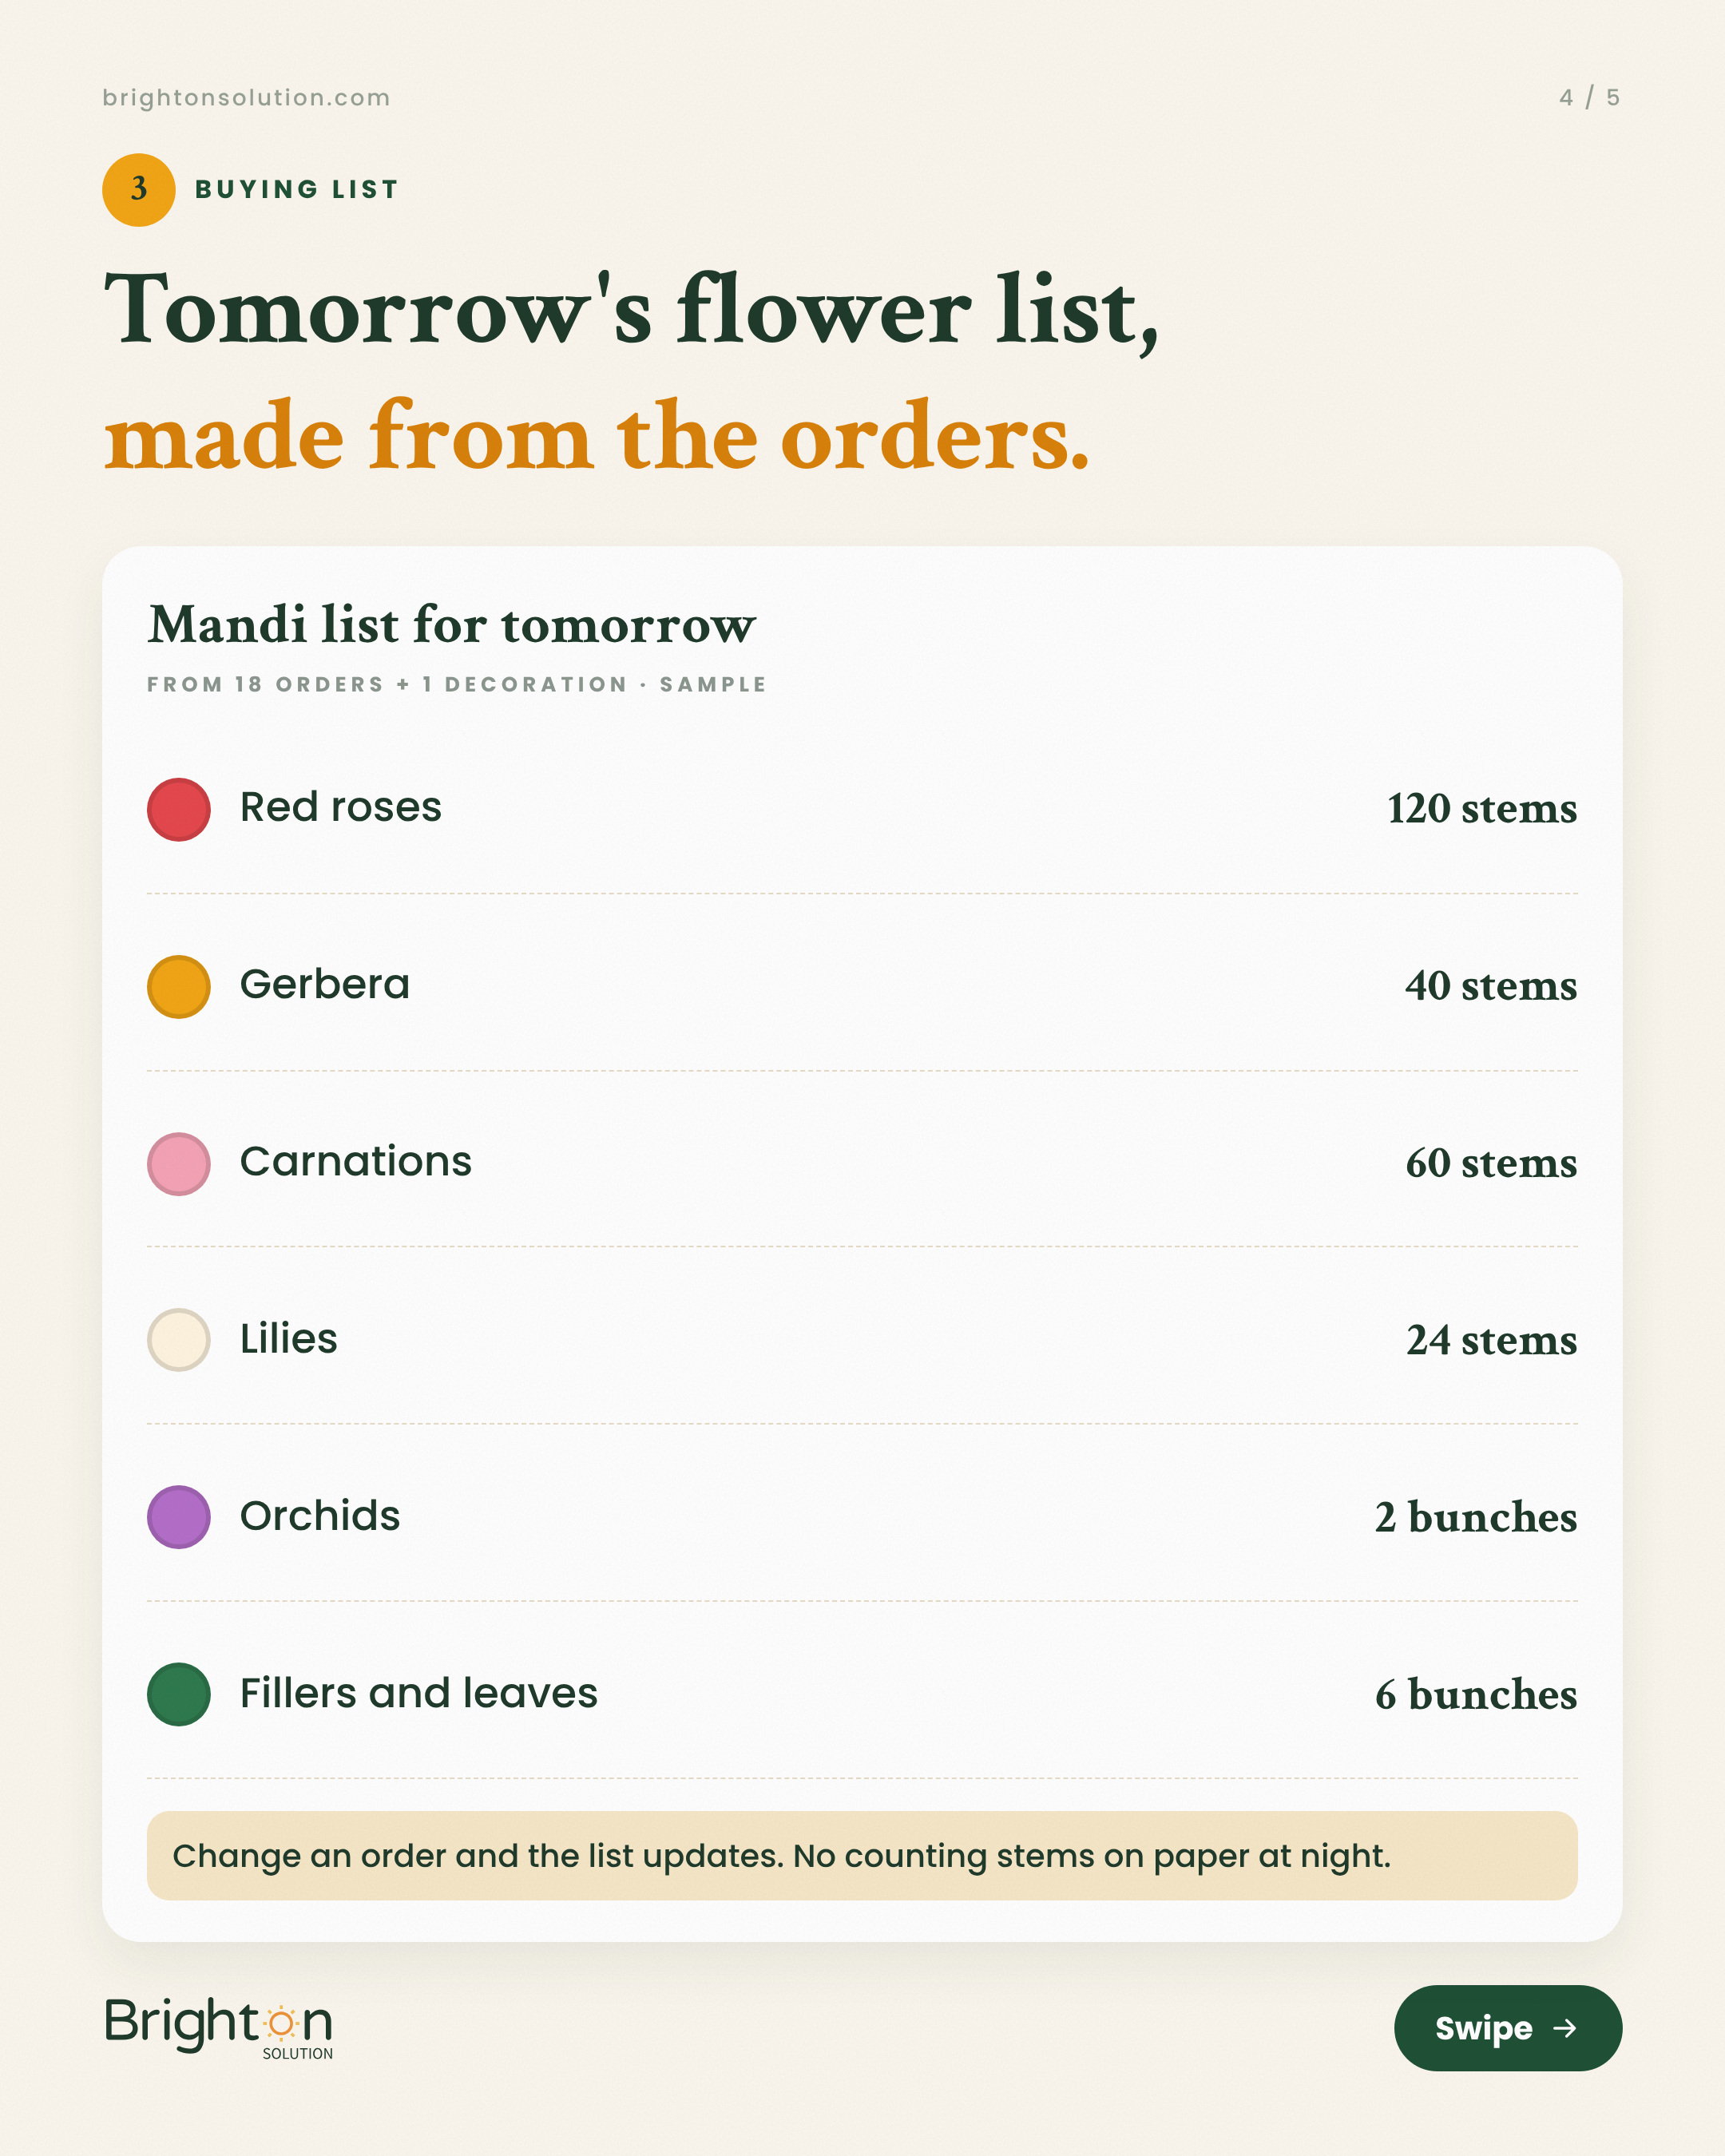 brightonsolution.com
4 / 5
3 BUYING LIST
Tomorrow's flower list,
made from the orders.
Mandi list for tomorrow
FROM 18 ORDERS + 1 DECORATION · SAMPLE
Red roses 120 stems
Gerbera 40 stems
Carnations 60 stems
Lilies 24 stems
Orchids 2 bunches
Fillers and leaves 6 bunches
Change an order and the list updates. No counting stems on paper at night.
Brighton
SOLUTION
Swipe →